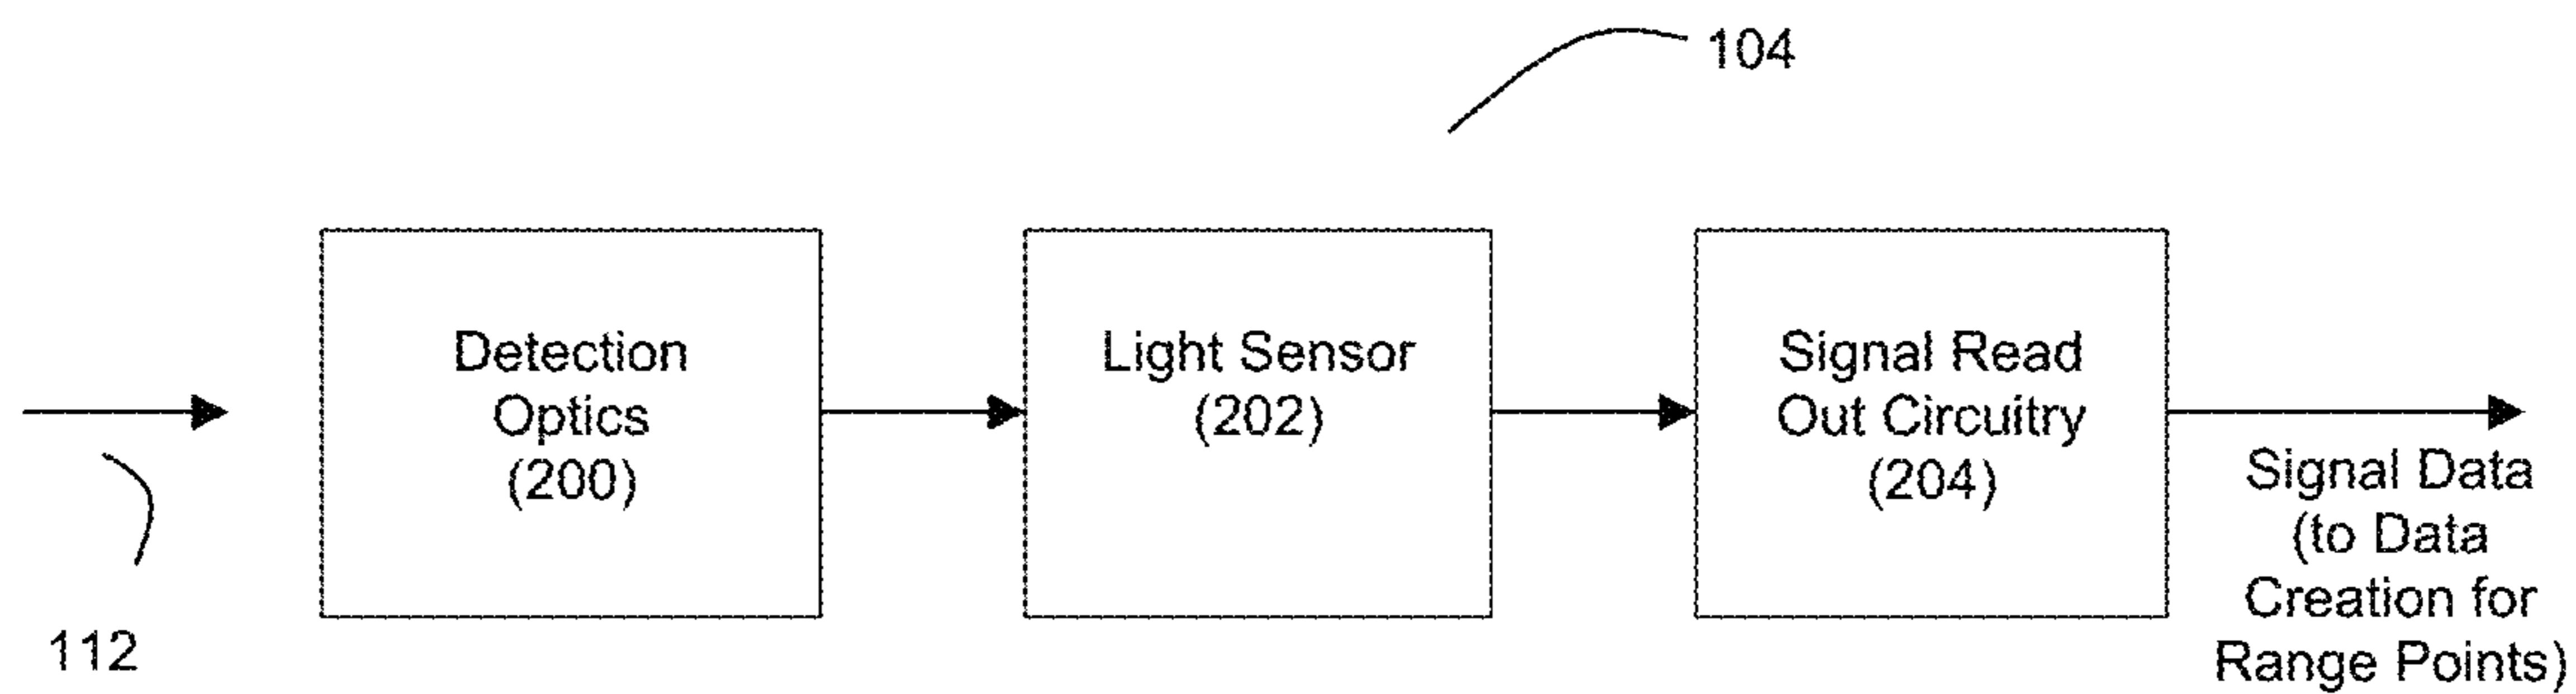 104
Detection
Optics
(200)
Light Sensor
(202)
Signal Read
Out Circuitry
(204)
Signal Data
(to Data
Creation for
Range Points)
112